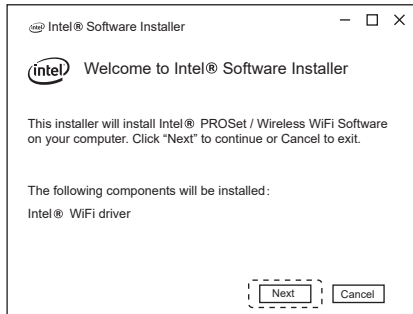 intel Intel® Software Installer
intel Welcome to Intel® Software Installer
This installer will install Intel® PROSet / Wireless WiFi Software
on your computer. Click “Next” to continue or Cancel to exit.
The following components will be installed:
Intel® WiFi driver
Next Cancel